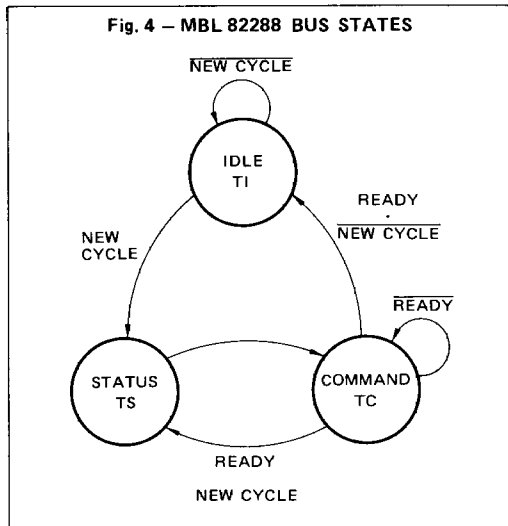 Fig. 4 – MBL 82288 BUS STATES
NEW CYCLE
IDLE
TI
READY
·
NEW CYCLE
NEW
CYCLE
READY
STATUS
TS
COMMAND
TC
READY
NEW CYCLE